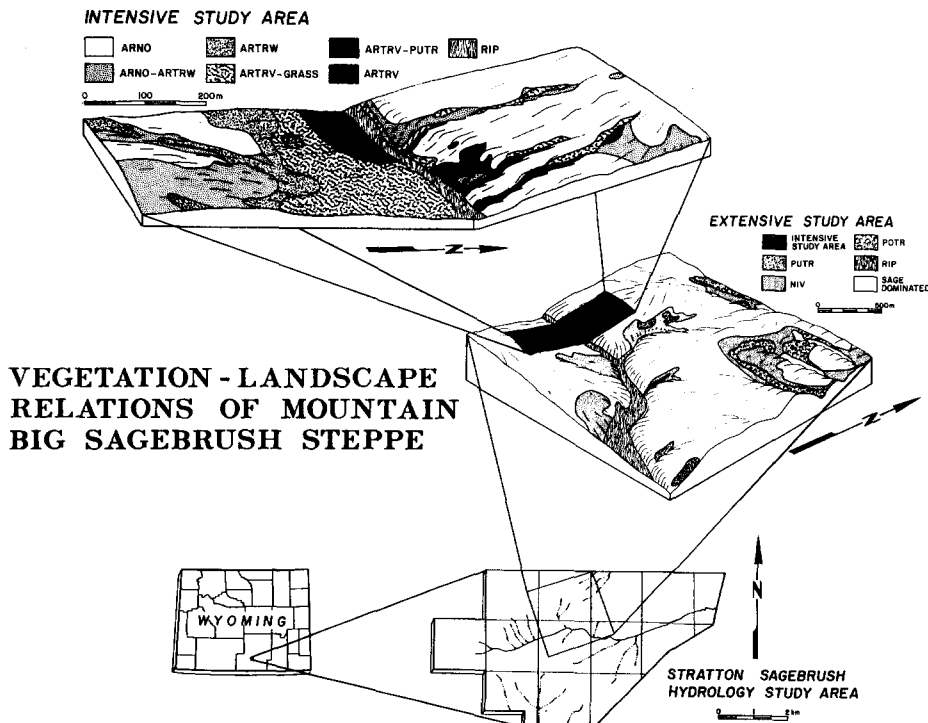 INTENSIVE STUDY AREA
ARNO ARTRW ARTRV-PUTR RIP
ARNO-ARTRW ARTRV-GRASS ARTRV
0 100 200m
N
EXTENSIVE STUDY AREA
INTENSIVE STUDY AREA POTR
PUTR RIP
NIV SAGE DOMINATED
0 500m
VEGETATION - LANDSCAPE
RELATIONS OF MOUNTAIN
BIG SAGEBRUSH STEPPE
N
N
WYOMING
STRATTON SAGEBRUSH
HYDROLOGY STUDY AREA
0 2 km